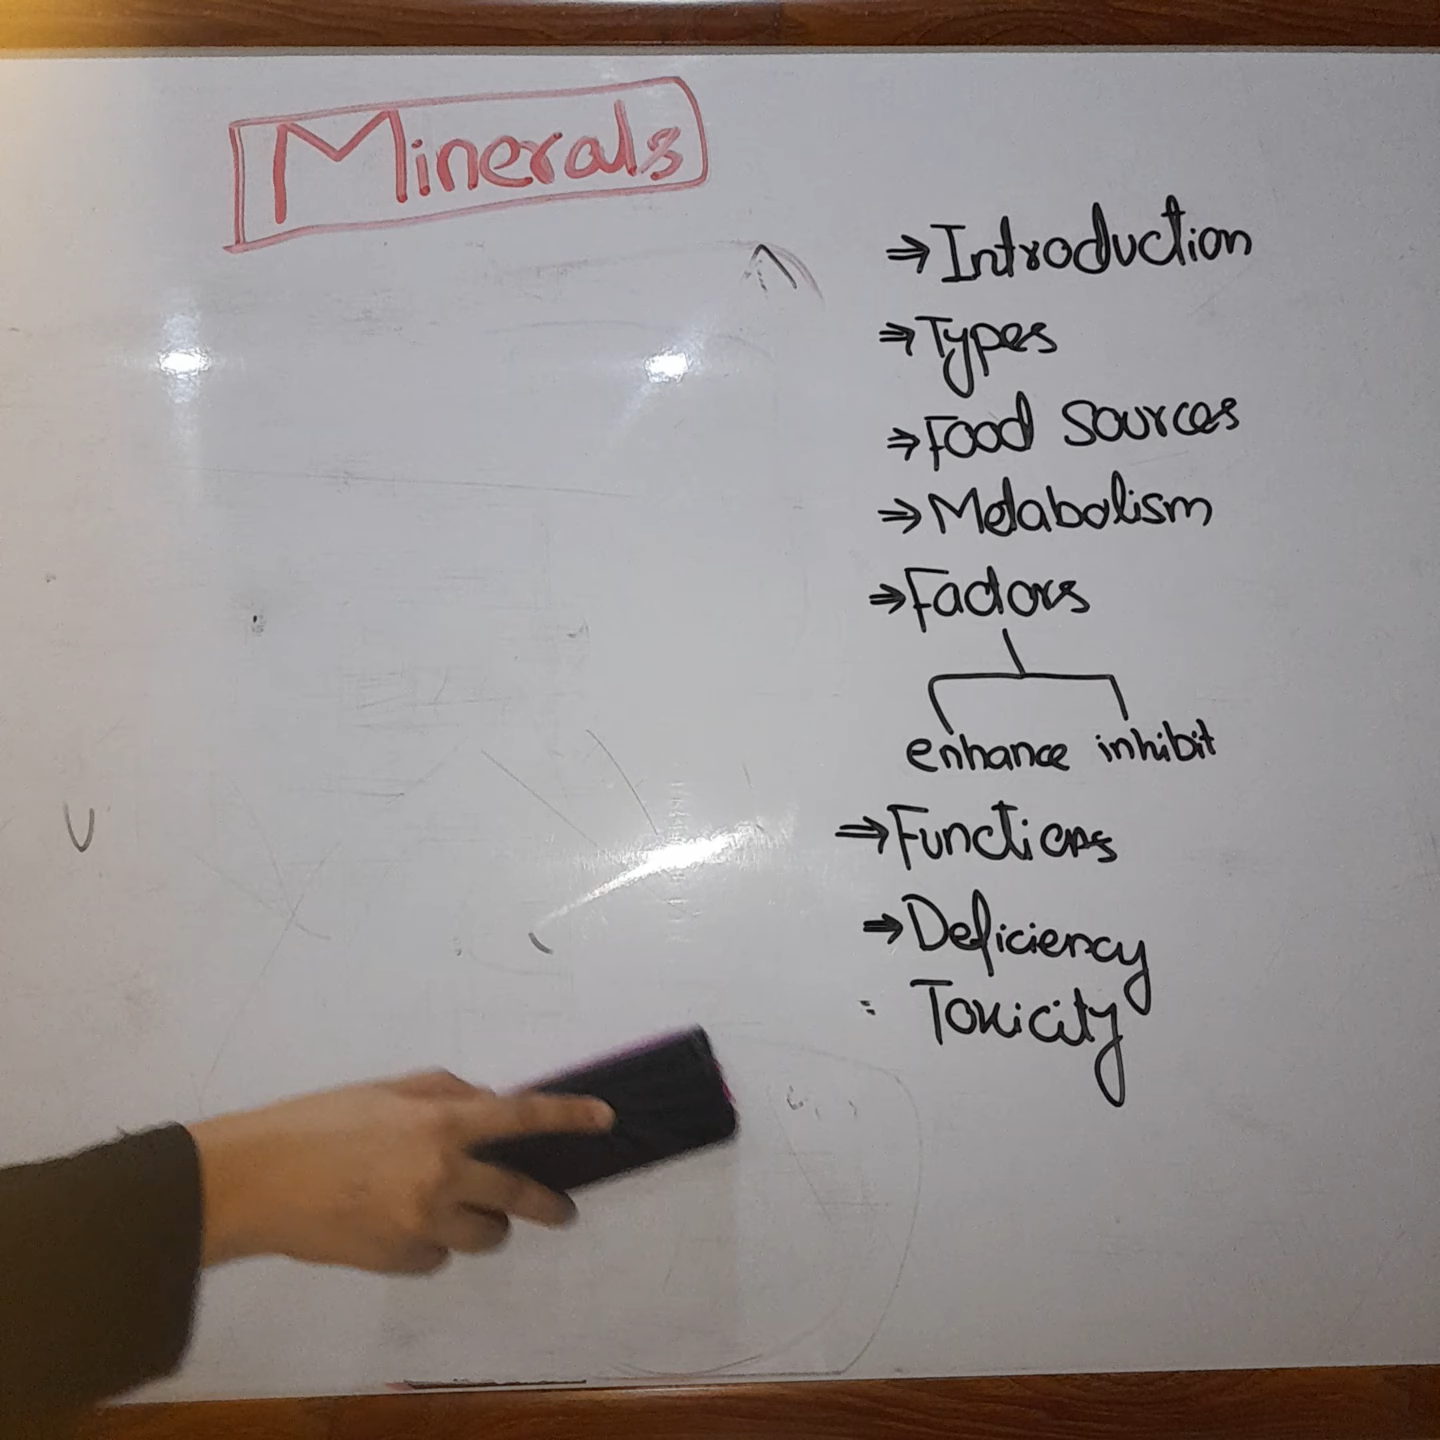 Minerals
⇒ Introduction
⇒ Types
⇒ Food Sources
⇒ Metabolism
⇒ Factors
enhance inhibit
⇒ Functions
⇒ Deficiency
Toxicity